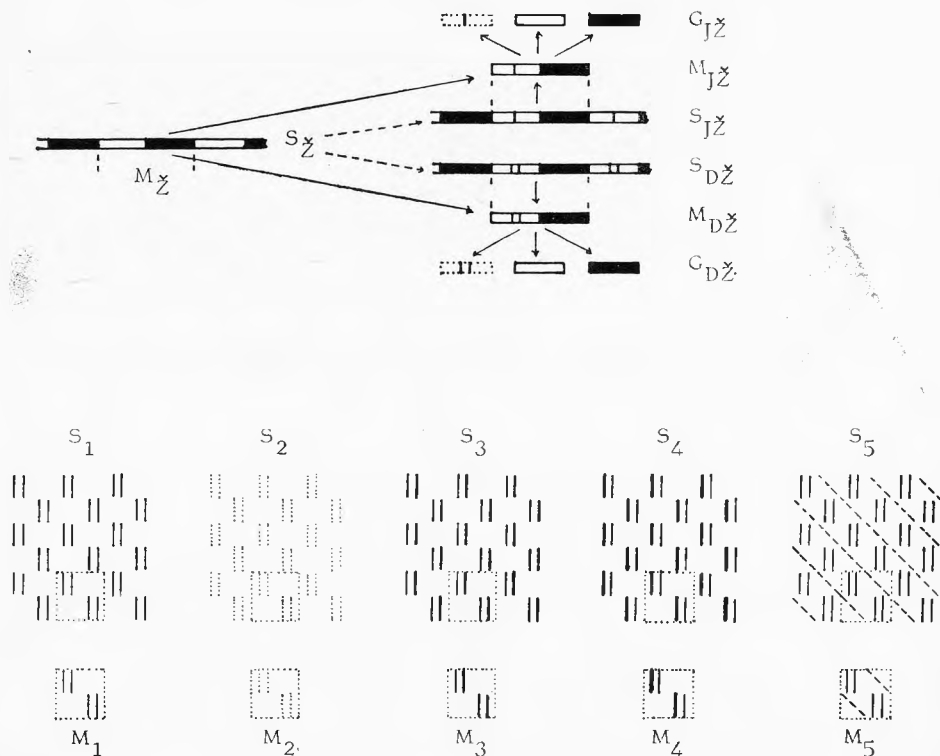 G_JŽ
M_JŽ
S_JŽ
S_Ž
M_Ž
S_DŽ
M_DŽ
G_DŽ.
S_1 S_2 S_3 S_4 S_5
M_1 M_2. M_3 M_4 M_5